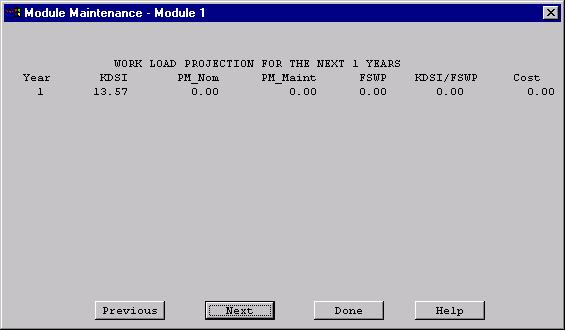 Module Maintenance - Module 1
WORK LOAD PROJECTION FOR THE NEXT 1 YEARS
Year KDSI PM_Nom PM_Maint FSWP KDSI/FSWP Cost
1 13.57 0.00 0.00 0.00 0.00 0.00
Previous Next Done Help